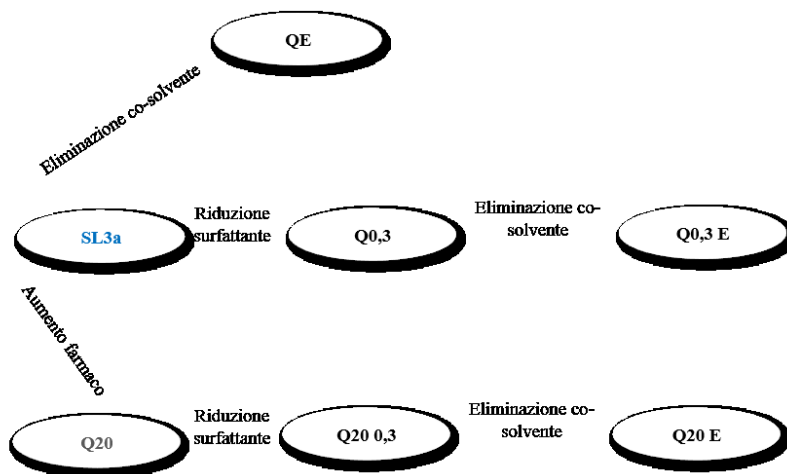 QE
Eliminazione co-solvente
SL3a
Riduzione
surfattante
Q0,3
Eliminazione co-
solvente
Q0,3 E
Aumento farmaco
Q20
Riduzione
surfattante
Q20 0,3
Eliminazione co-
solvente
Q20 E